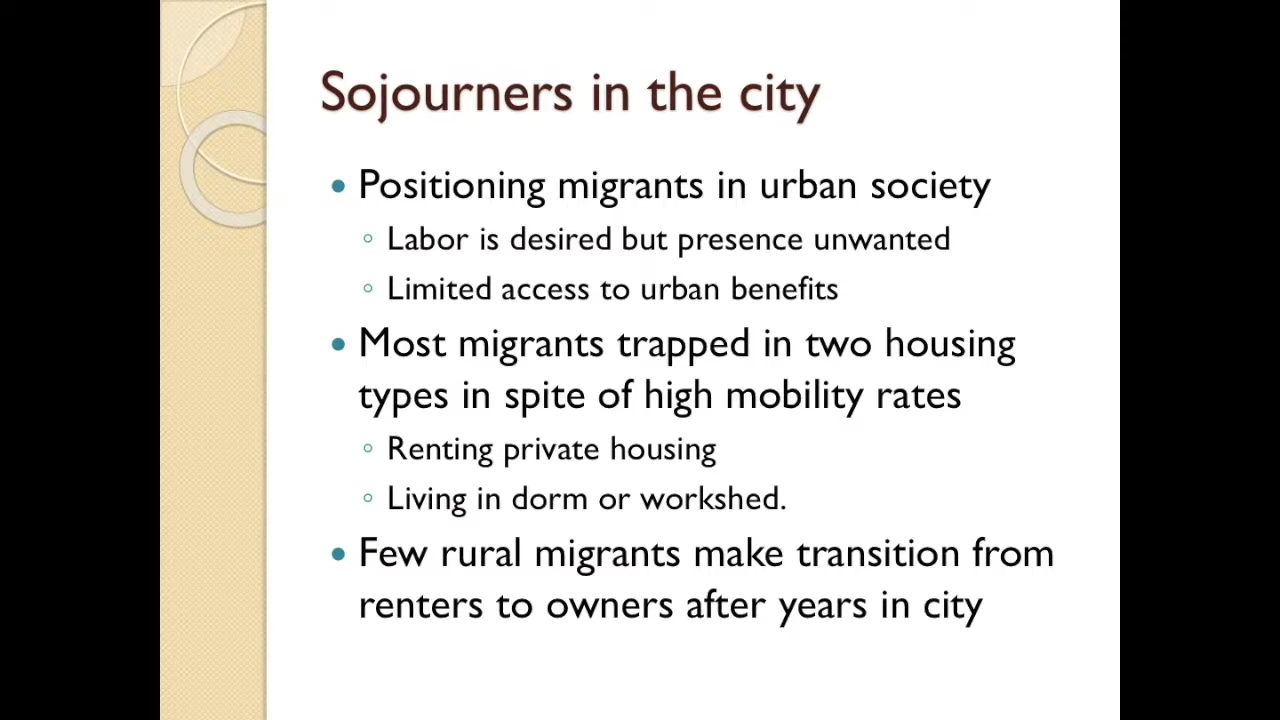 Sojourners in the city
• Positioning migrants in urban society
◦ Labor is desired but presence unwanted
◦ Limited access to urban benefits
• Most migrants trapped in two housing
types in spite of high mobility rates
◦ Renting private housing
◦ Living in dorm or workshed.
• Few rural migrants make transition from
renters to owners after years in city